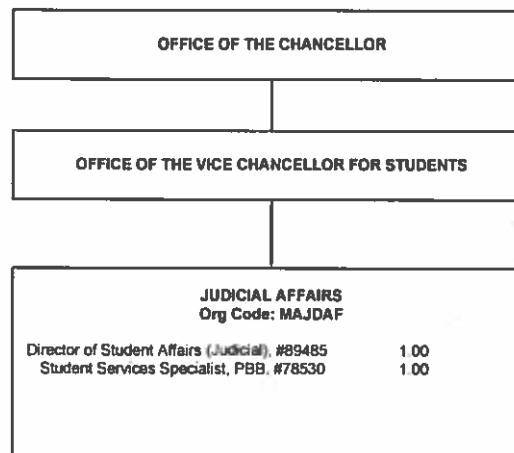 OFFICE OF THE CHANCELLOR
OFFICE OF THE VICE CHANCELLOR FOR STUDENTS
JUDICIAL AFFAIRS
Org Code: MAJDAF
Director of Student Affairs (Judicial), #89485 1.00
Student Services Specialist, PBB, #78530 1.00